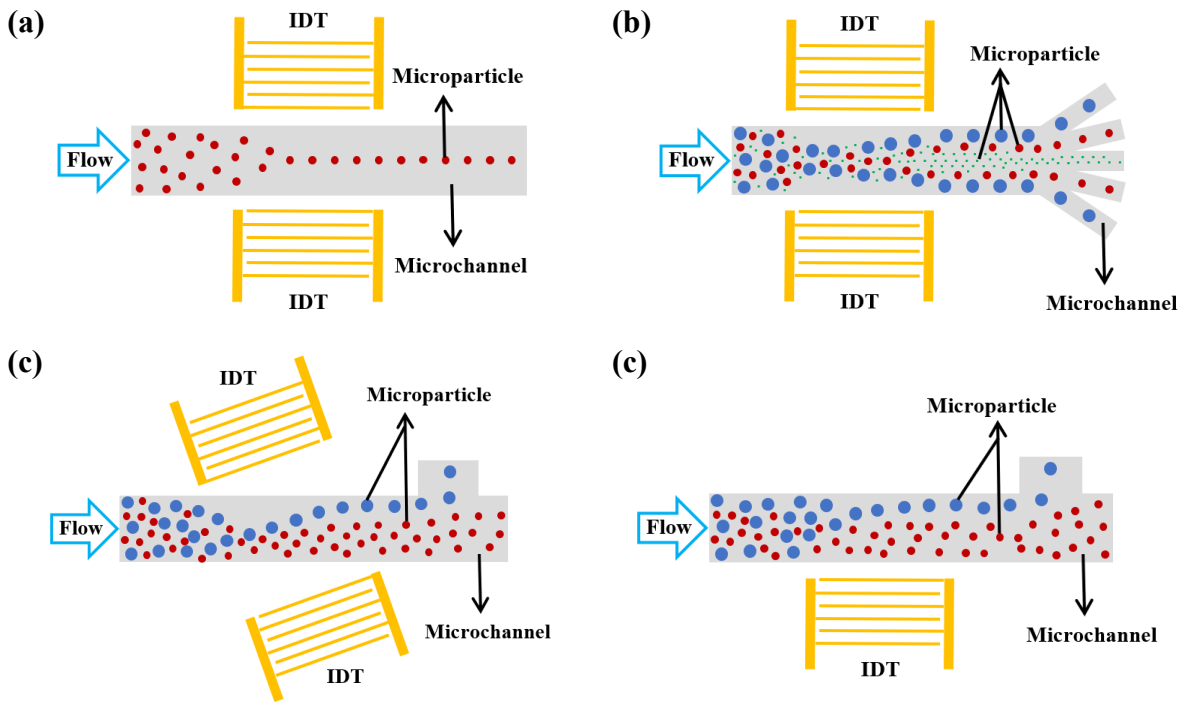 (a)
IDT
Microparticle
Flow
Microchannel
IDT
(b)
IDT
Microparticle
Flow
IDT
Microchannel
(c)
IDT
Microparticle
Flow
Microchannel
IDT
(c)
Microparticle
Flow
Microchannel
IDT